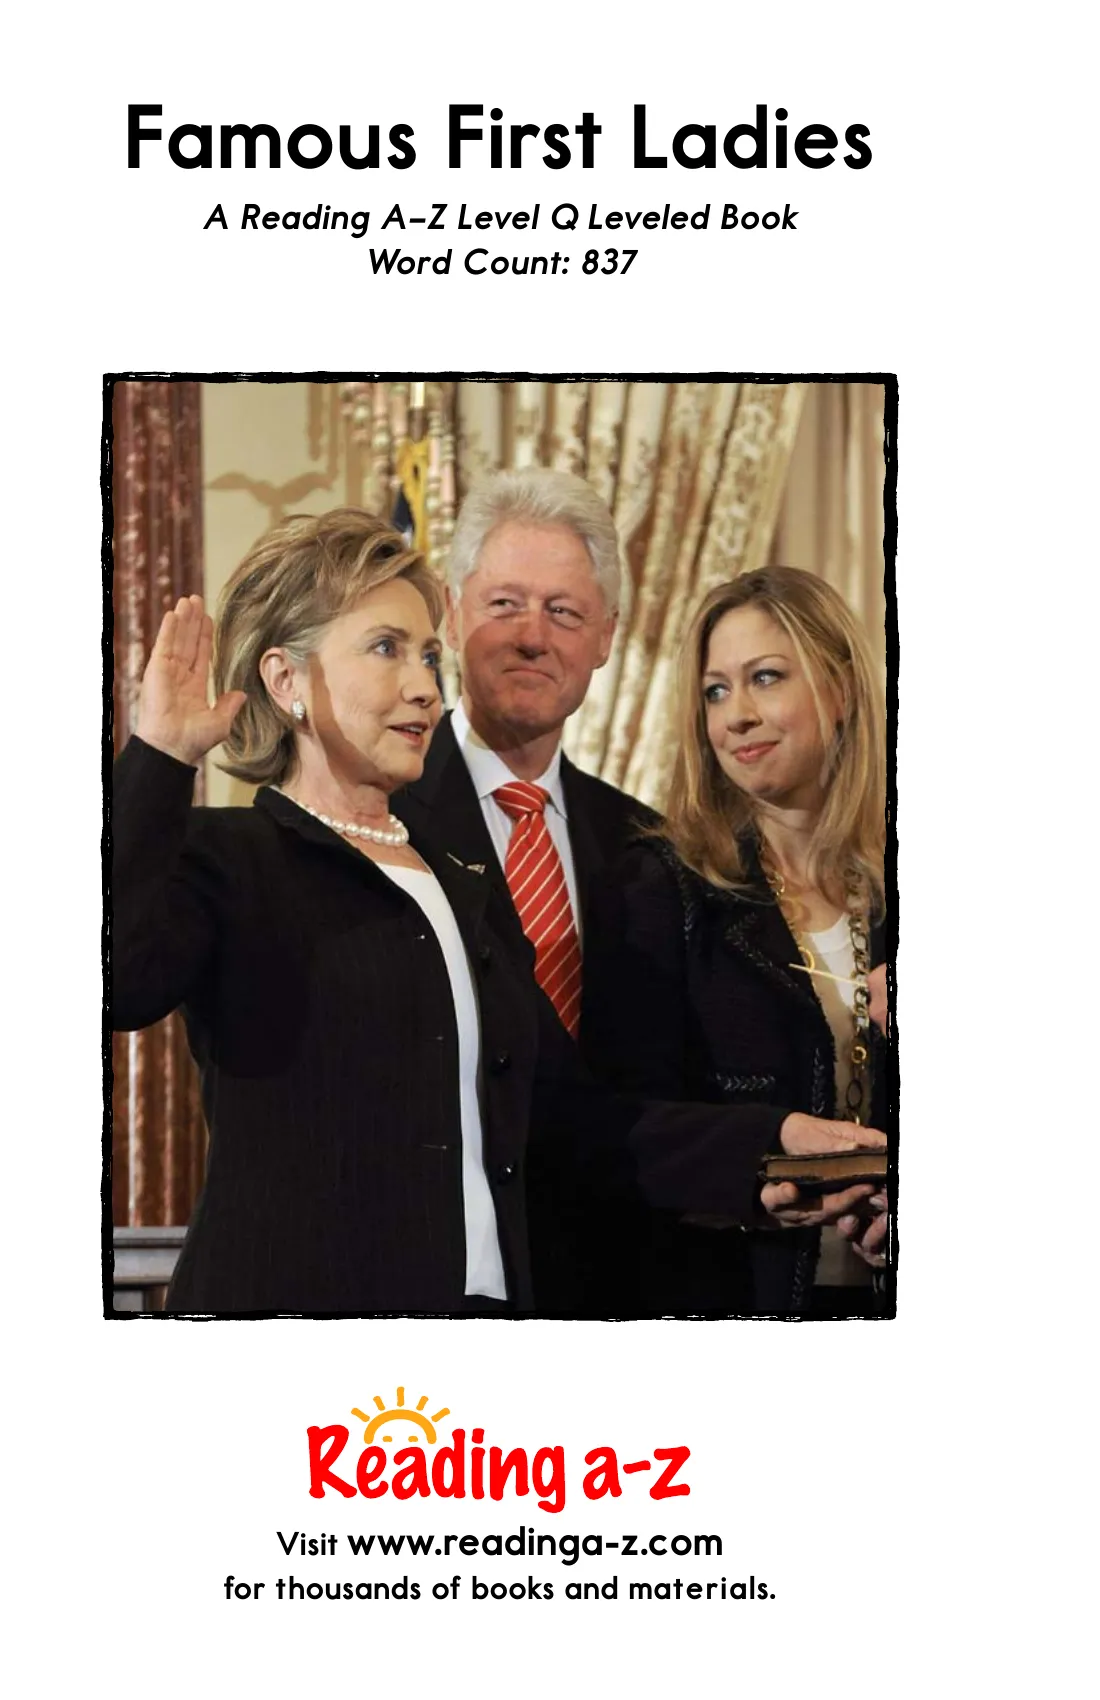 Famous First Ladies
A Reading A–Z Level Q Leveled Book
Word Count: 837
Reading a-z
Visit www.readinga-z.com
for thousands of books and materials.